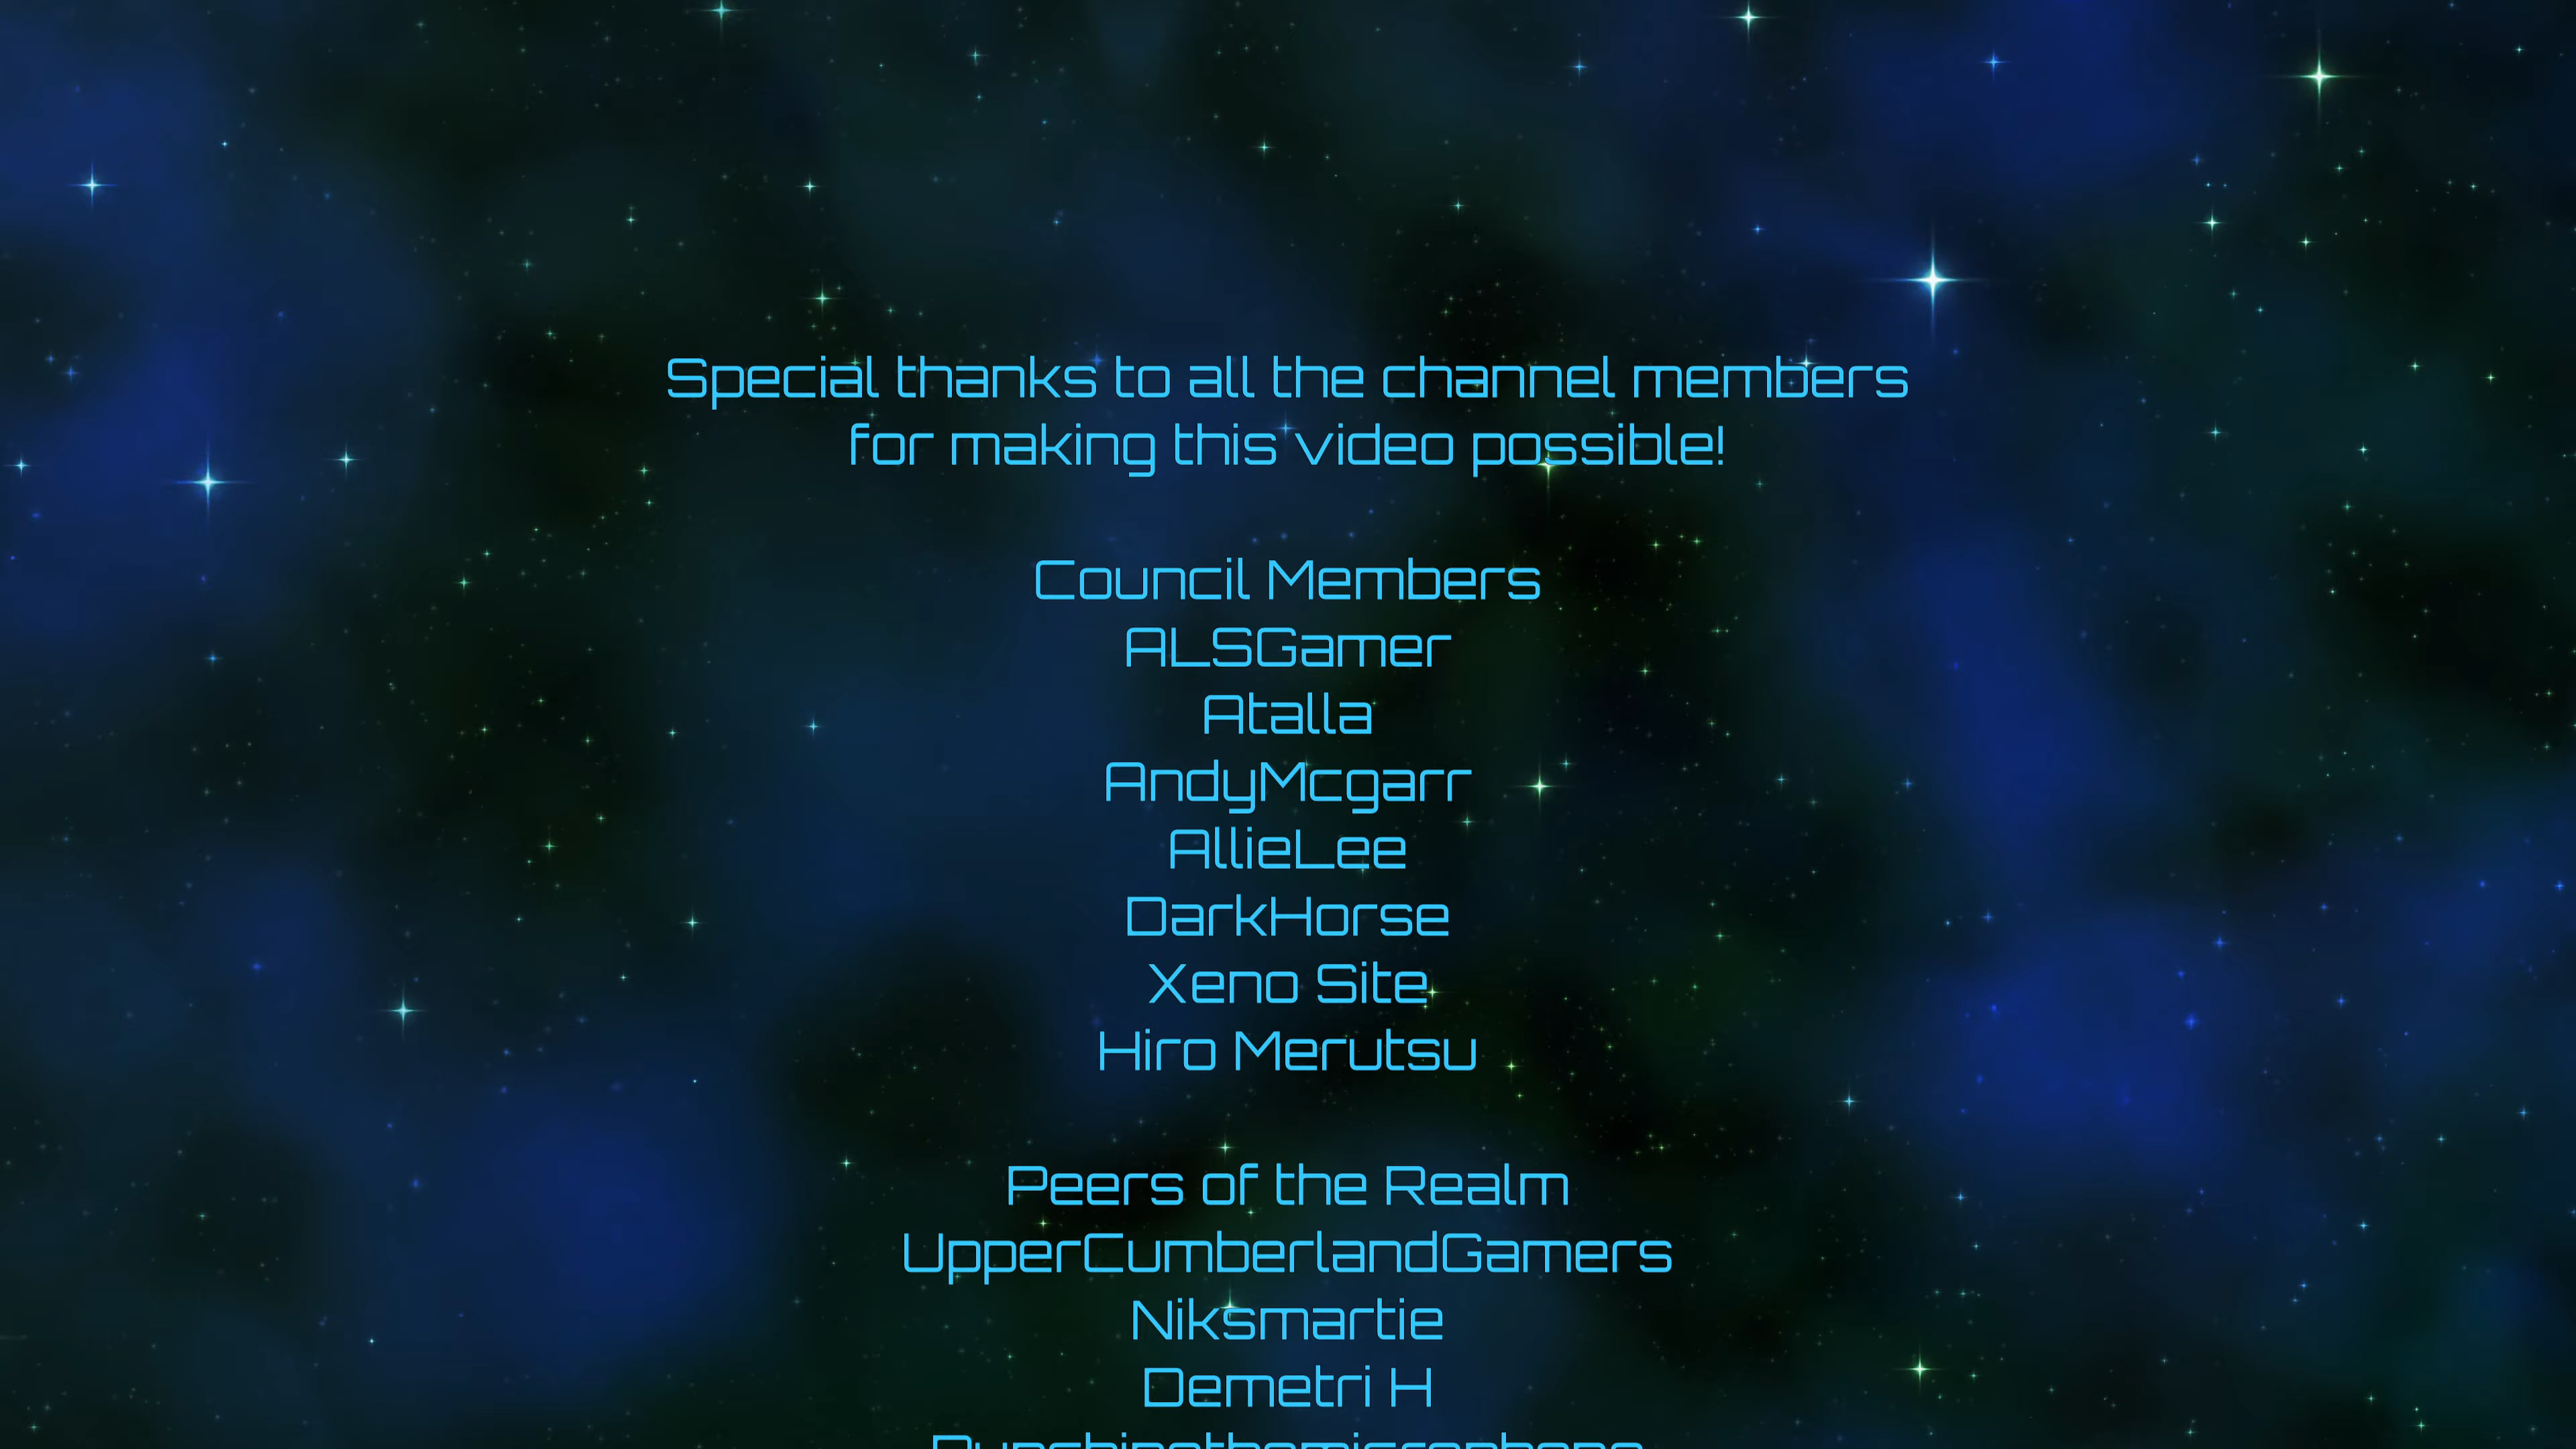 Special thanks to all the channel members
for making this video possible!
Council Members
ALSGamer
Atalla
AndyMcgarr
AllieLee
DarkHorse
Xeno Site
Hiro Merutsu
Peers of the Realm
UpperCumberlandGamers
Niksmartie
Demetri H